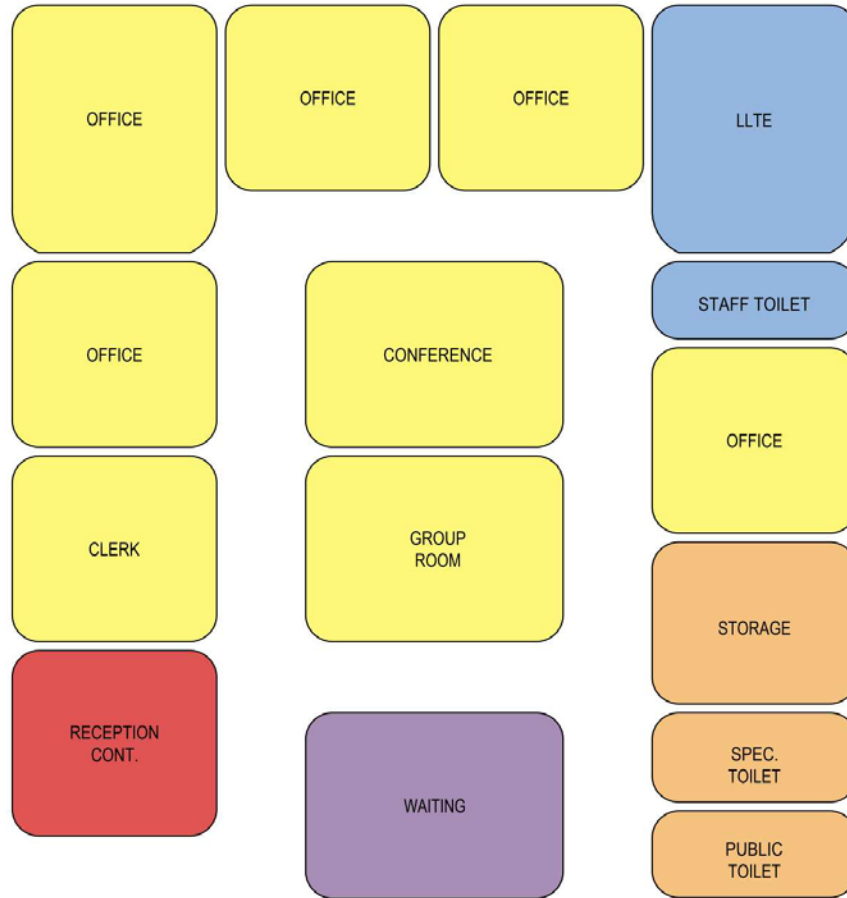 OFFICE
OFFICE
OFFICE
LLTE
STAFF TOILET
OFFICE
CONFERENCE
OFFICE
CLERK
GROUP
ROOM
STORAGE
RECEPTION
CONT.
SPEC.
TOILET
WAITING
PUBLIC
TOILET